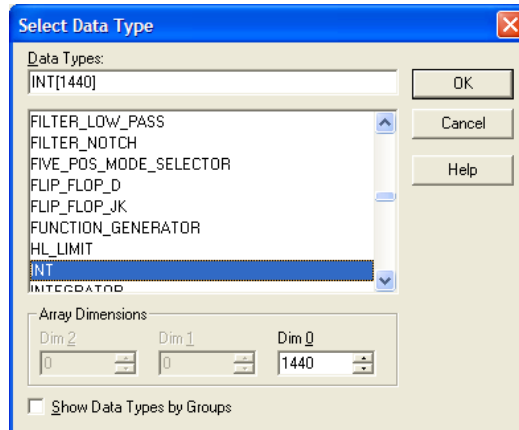 Select Data Type
Data Types:
INT[1440]
OK
FILTER_LOW_PASS
Cancel
FILTER_NOTCH
FIVE_POS_MODE_SELECTOR
Help
FLIP_FLOP_D
FLIP_FLOP_JK
FUNCTION_GENERATOR
HL_LIMIT
INT
INTEGRATOR
Array Dimensions
Dim 2 Dim 1 Dim 0
0 0 1440
Show Data Types by Groups